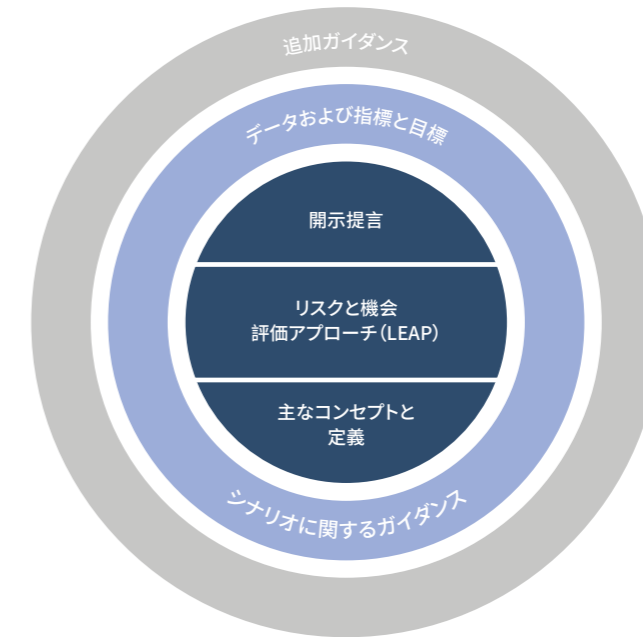 追加ガイダンス
データおよび指標と目標
開示提言
リスクと機会
評価アプローチ（LEAP）
主なコンセプトと
定義
シナリオに関するガイダンス